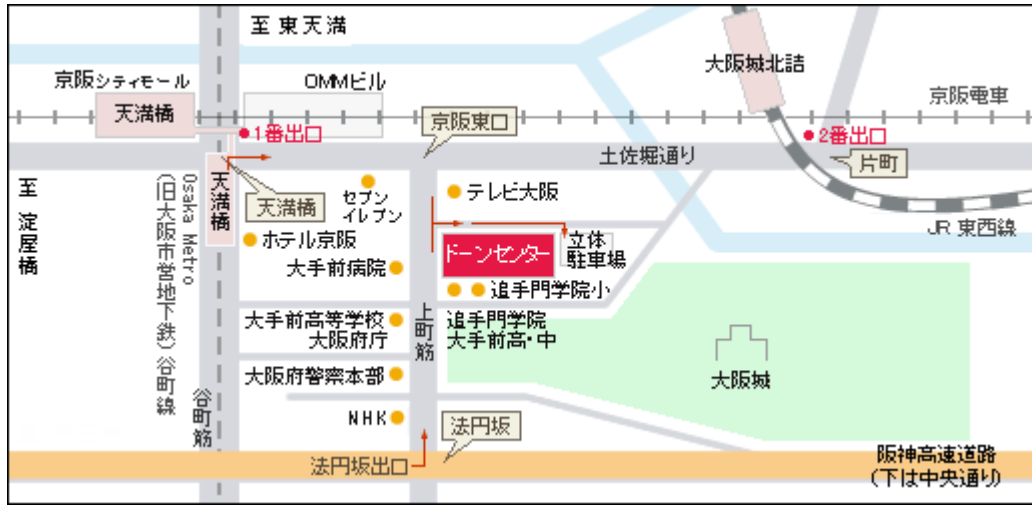 至 東天満
大阪城北詰
京阪シティモール
OMMビル
京阪電車
天満橋
京阪東口
1番出口
2番出口
土佐堀通り
片町
至 淀屋橋
Osaka Metro
(旧大阪市営地下鉄)谷町線
天満橋
天満橋
セブン
イレブン
テレビ大阪
JR 東西線
ホテル京阪
ドーンセンター
立体
駐車場
大手前病院
追手門学院小
大手前高等学校
大阪府庁
上町筋
追手門学院
大手前高・中
大阪城
大阪府警察本部
谷町筋
NHK
法円坂
法円坂出口
阪神高速道路
(下は中央通り)